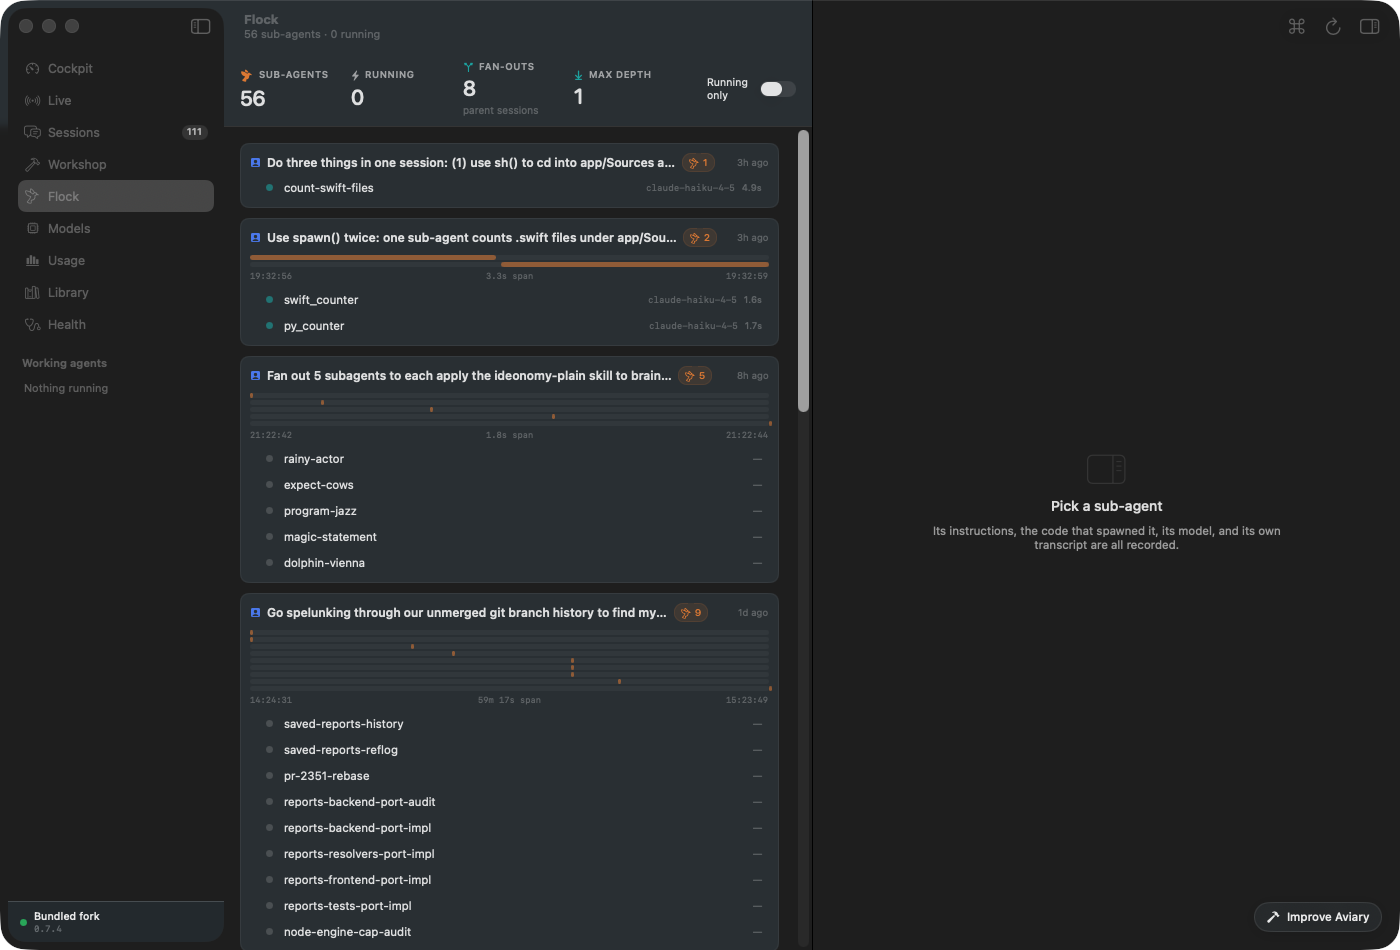 Cockpit
Live
Sessions 111
Workshop
Flock
Models
Usage
Library
Health
Working agents
Nothing running
Bundled fork
0.7.4
Flock
56 sub-agents · 0 running
SUB-AGENTS
56
RUNNING
0
FAN-OUTS
8
parent sessions
MAX DEPTH
1
Running
only
Do three things in one session: (1) use sh() to cd into app/Sources a... 1 3h ago
count-swift-files claude-haiku-4-5 4.9s
Use spawn() twice: one sub-agent counts .swift files under app/Sou... 2 3h ago
19:32:56 3.3s span 19:32:59
swift_counter claude-haiku-4-5 1.6s
py_counter claude-haiku-4-5 1.7s
Fan out 5 subagents to each apply the ideonomy-plain skill to brain... 5 8h ago
21:22:42 1.8s span 21:22:44
rainy-actor —
expect-cows —
program-jazz —
magic-statement —
dolphin-vienna —
Go spelunking through our unmerged git branch history to find my... 9 1d ago
14:24:31 59m 17s span 15:23:49
saved-reports-history —
saved-reports-reflog —
pr-2351-rebase —
reports-backend-port-audit —
reports-backend-port-impl —
reports-resolvers-port-impl —
reports-frontend-port-impl —
reports-tests-port-impl —
node-engine-cap-audit —
Pick a sub-agent
Its instructions, the code that spawned it, its model, and its own
transcript are all recorded.
Improve Aviary